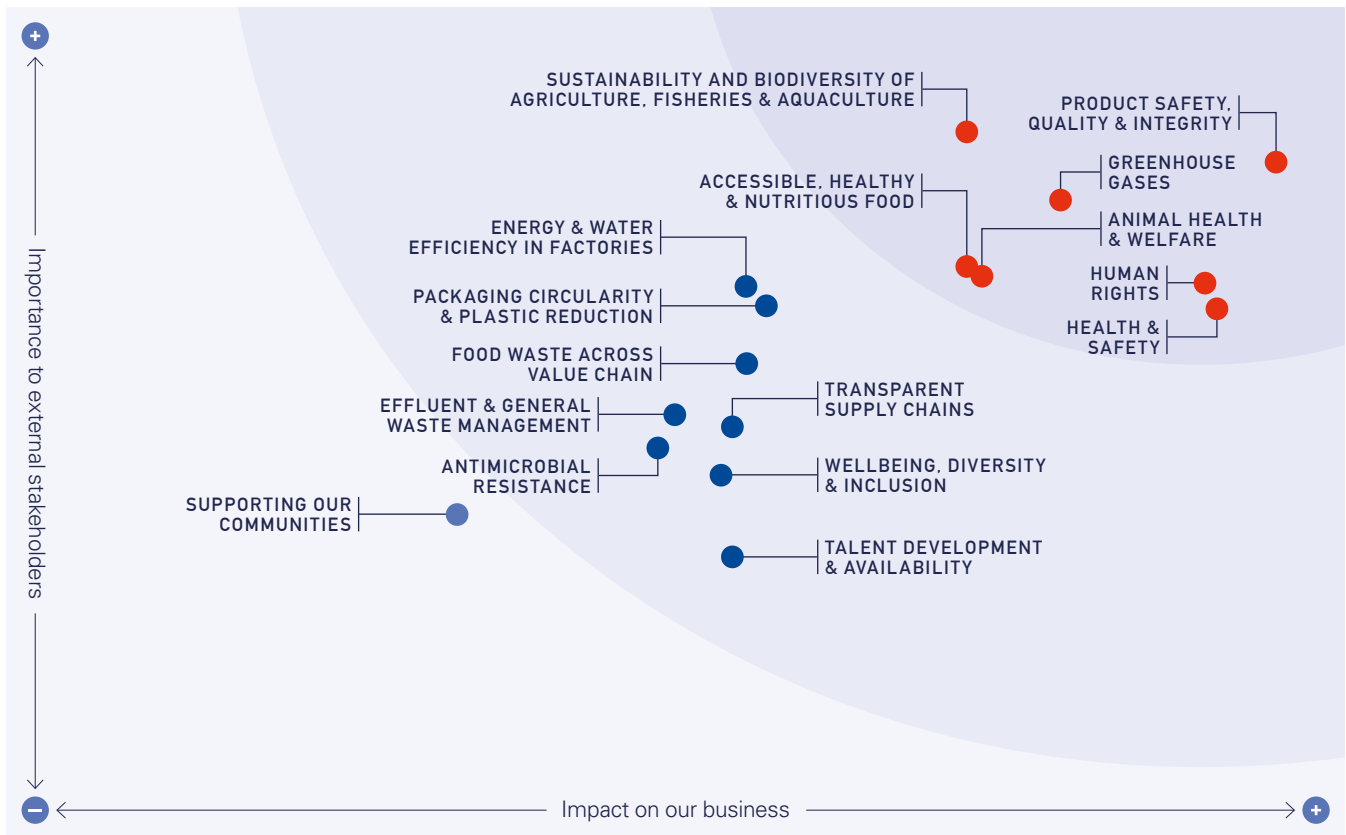 +
SUSTAINABILITY AND BIODIVERSITY OF
AGRICULTURE, FISHERIES & AQUACULTURE
PRODUCT SAFETY,
QUALITY & INTEGRITY
GREENHOUSE
GASES
ACCESSIBLE, HEALTHY
& NUTRITIOUS FOOD
ANIMAL HEALTH
& WELFARE
ENERGY & WATER
EFFICIENCY IN FACTORIES
HUMAN
RIGHTS
PACKAGING CIRCULARITY
& PLASTIC REDUCTION
HEALTH &
SAFETY
FOOD WASTE ACROSS
VALUE CHAIN
TRANSPARENT
SUPPLY CHAINS
EFFLUENT & GENERAL
WASTE MANAGEMENT
ANTIMICROBIAL
RESISTANCE
WELLBEING, DIVERSITY
& INCLUSION
SUPPORTING OUR
COMMUNITIES
TALENT DEVELOPMENT
& AVAILABILITY
Importance to external stakeholders
−
Impact on our business
+